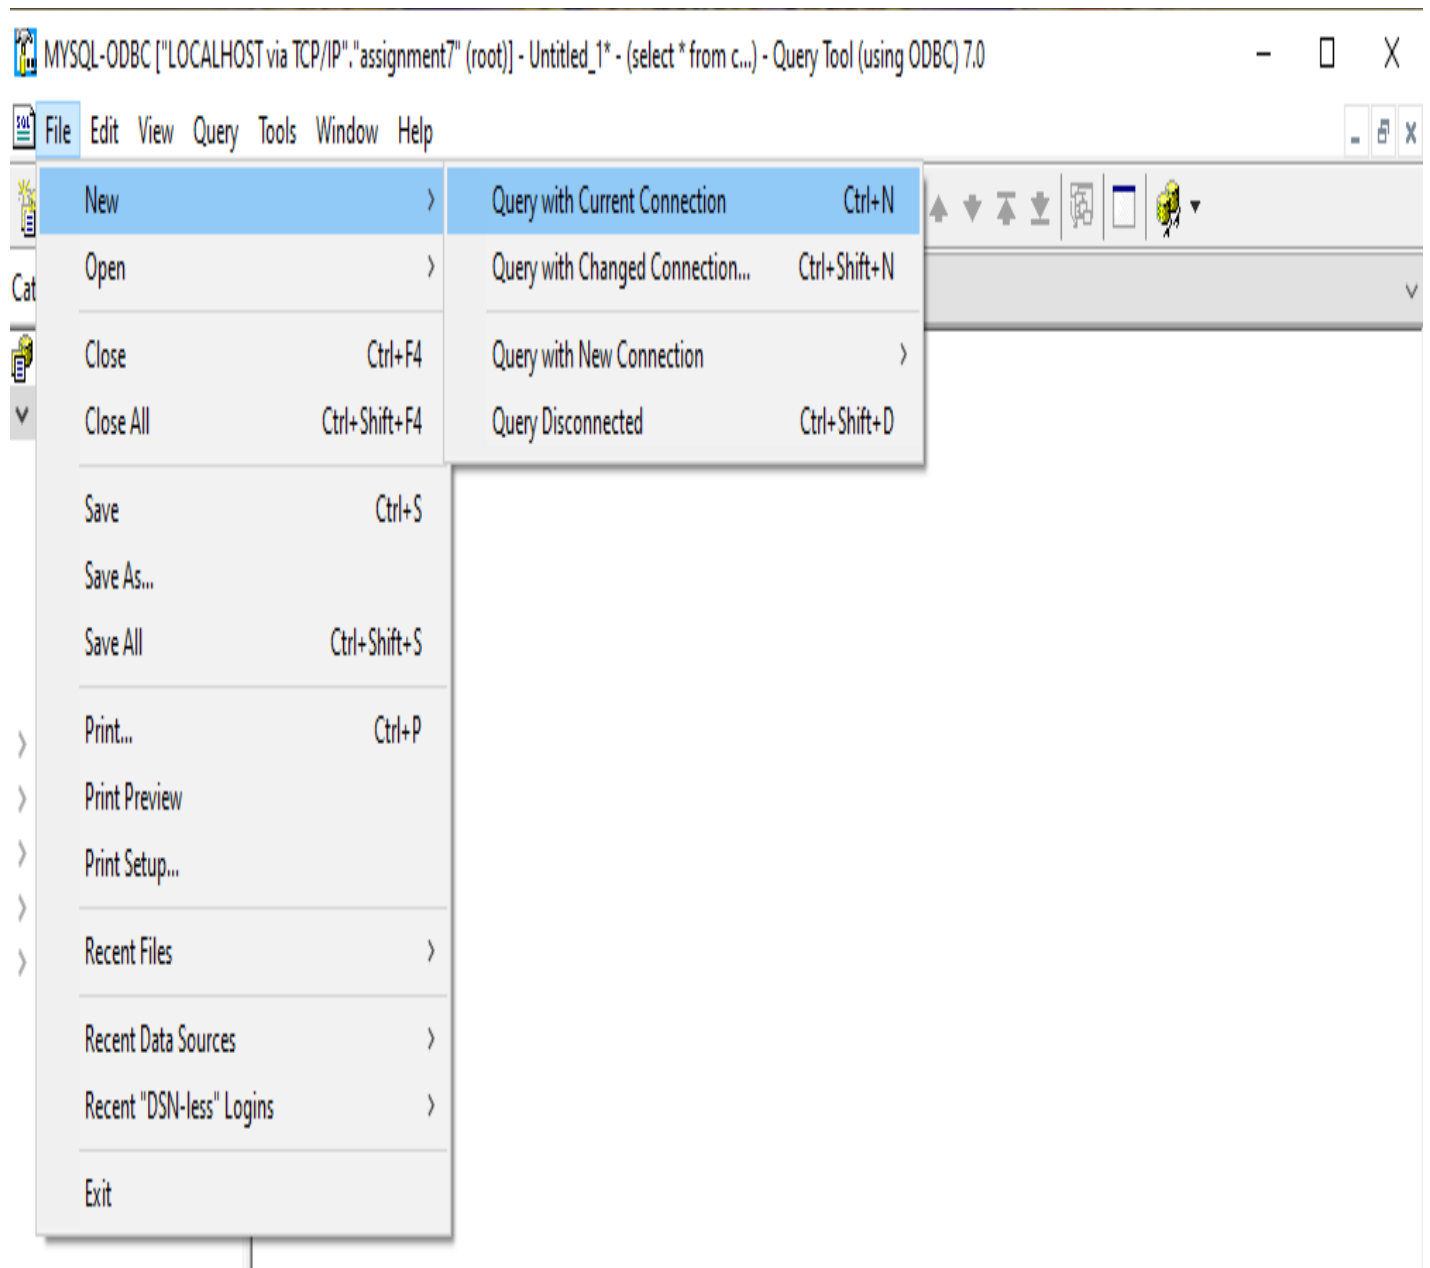 MYSQL-ODBC ["LOCALHOST via TCP/IP"."assignment7" (root)] - Untitled_1* - (select * from c...) - Query Tool (using ODBC) 7.0
SQL File Edit View Query Tools Window Help
New
Query with Current Connection Ctrl+N
Open
Query with Changed Connection... Ctrl+Shift+N
Cat
Close Ctrl+F4
Query with New Connection
Close All Ctrl+Shift+F4
Query Disconnected Ctrl+Shift+D
Save Ctrl+S
Save As...
Save All Ctrl+Shift+S
Print... Ctrl+P
Print Preview
Print Setup...
Recent Files
Recent Data Sources
Recent "DSN-less" Logins
Exit